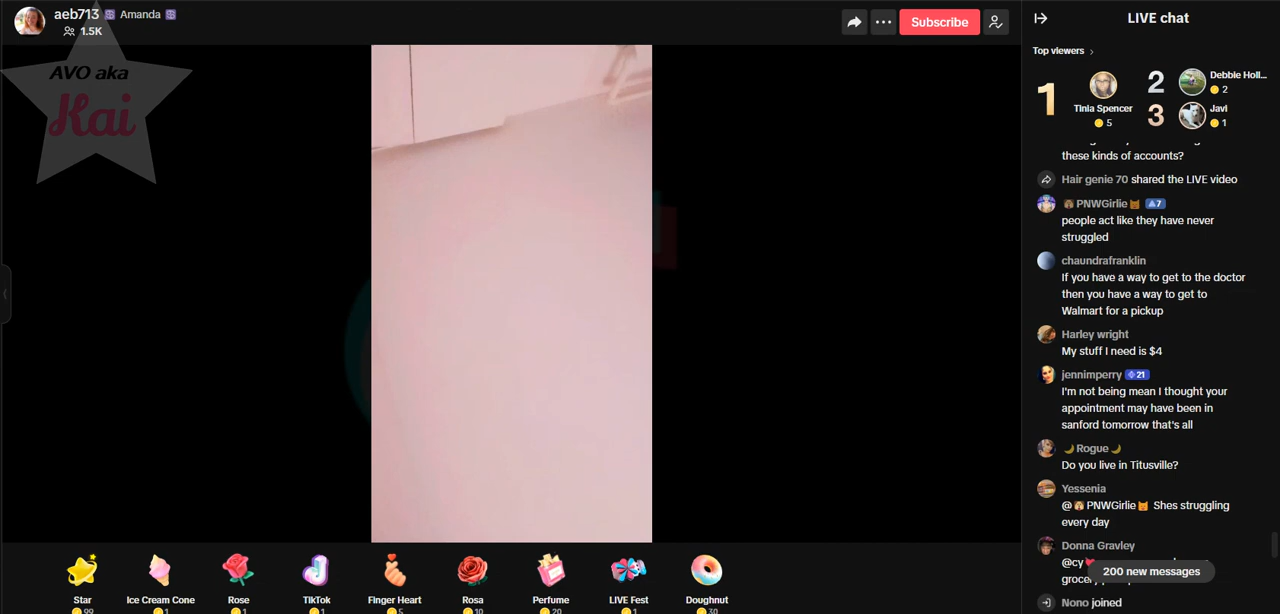 aeb713 Amanda
1.5K
AVO aka
Kai
Subscribe
LIVE chat
Top viewers
1
Tinia Spencer
5
2
Debbie Holl...
2
3
Javi
1
these kinds of accounts?
Hair genie 70 shared the LIVE video
PNWGirlie 7
people act like they have never
struggled
chaundrafranklin
If you have a way to get to the doctor
then you have a way to get to
Walmart for a pickup
Harley wright
My stuff I need is $4
jennimperry 21
I'm not being mean I thought your
appointment may have been in
sanford tomorrow that's all
Rogue
Do you live in Titusville?
Yessenia
@PNWGirlie Shes struggling
every day
Donna Gravley
@cy
200 new messages
Nono joined
Star
99
Ice Cream Cone
1
Rose
1
TikTok
1
Finger Heart
5
Rosa
10
Perfume
20
LIVE Fest
1
Doughnut
30